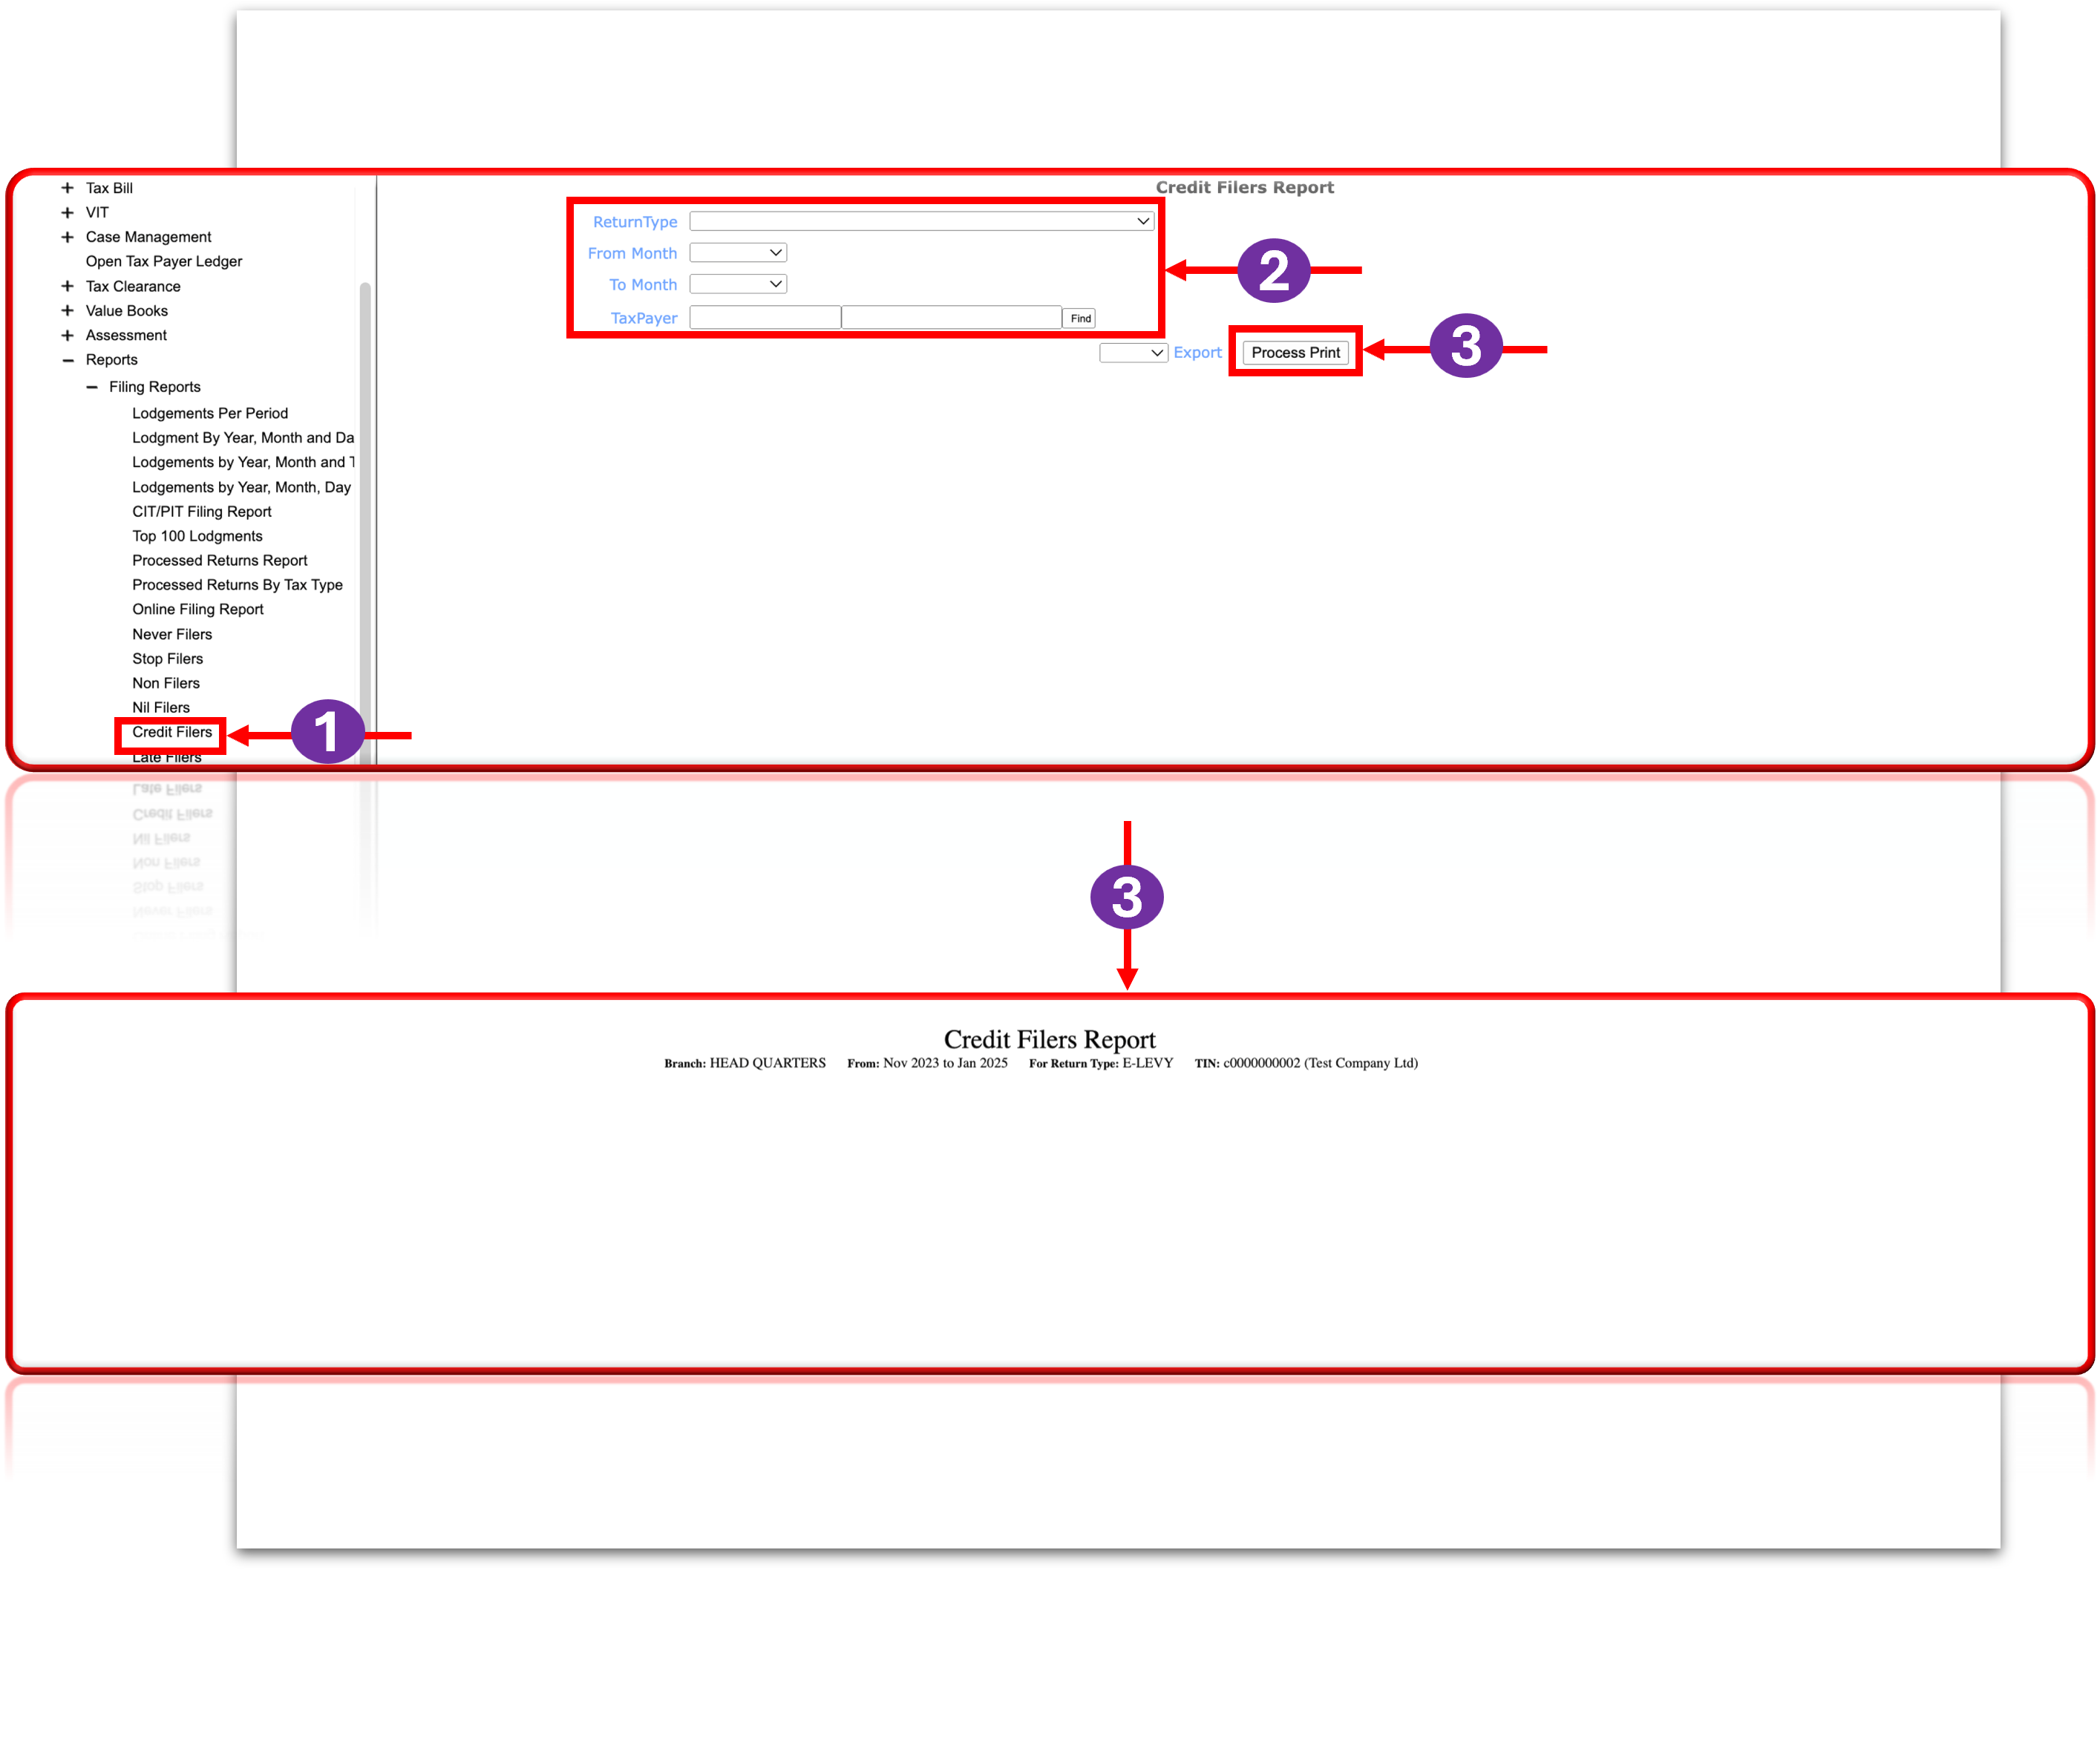 Tax Bill
VIT
Case Management
Open Tax Payer Ledger
Tax Clearance
Value Books
Assessment
Reports
Filing Reports
Lodgements Per Period
Lodgment By Year, Month and Da
Lodgements by Year, Month and T
Lodgements by Year, Month, Day
CIT/PIT Filing Report
Top 100 Lodgments
Processed Returns Report
Processed Returns By Tax Type
Online Filing Report
Never Filers
Stop Filers
Non Filers
Nil Filers
Credit Filers
1
Late Filers
Credit Filers Report
ReturnType
From Month
To Month
TaxPayer Find
2
Export Process Print
3
3
Credit Filers Report
Branch: HEAD QUARTERS From: Nov 2023 to Jan 2025 For Return Type: E-LEVY TIN: c0000000002 (Test Company Ltd)